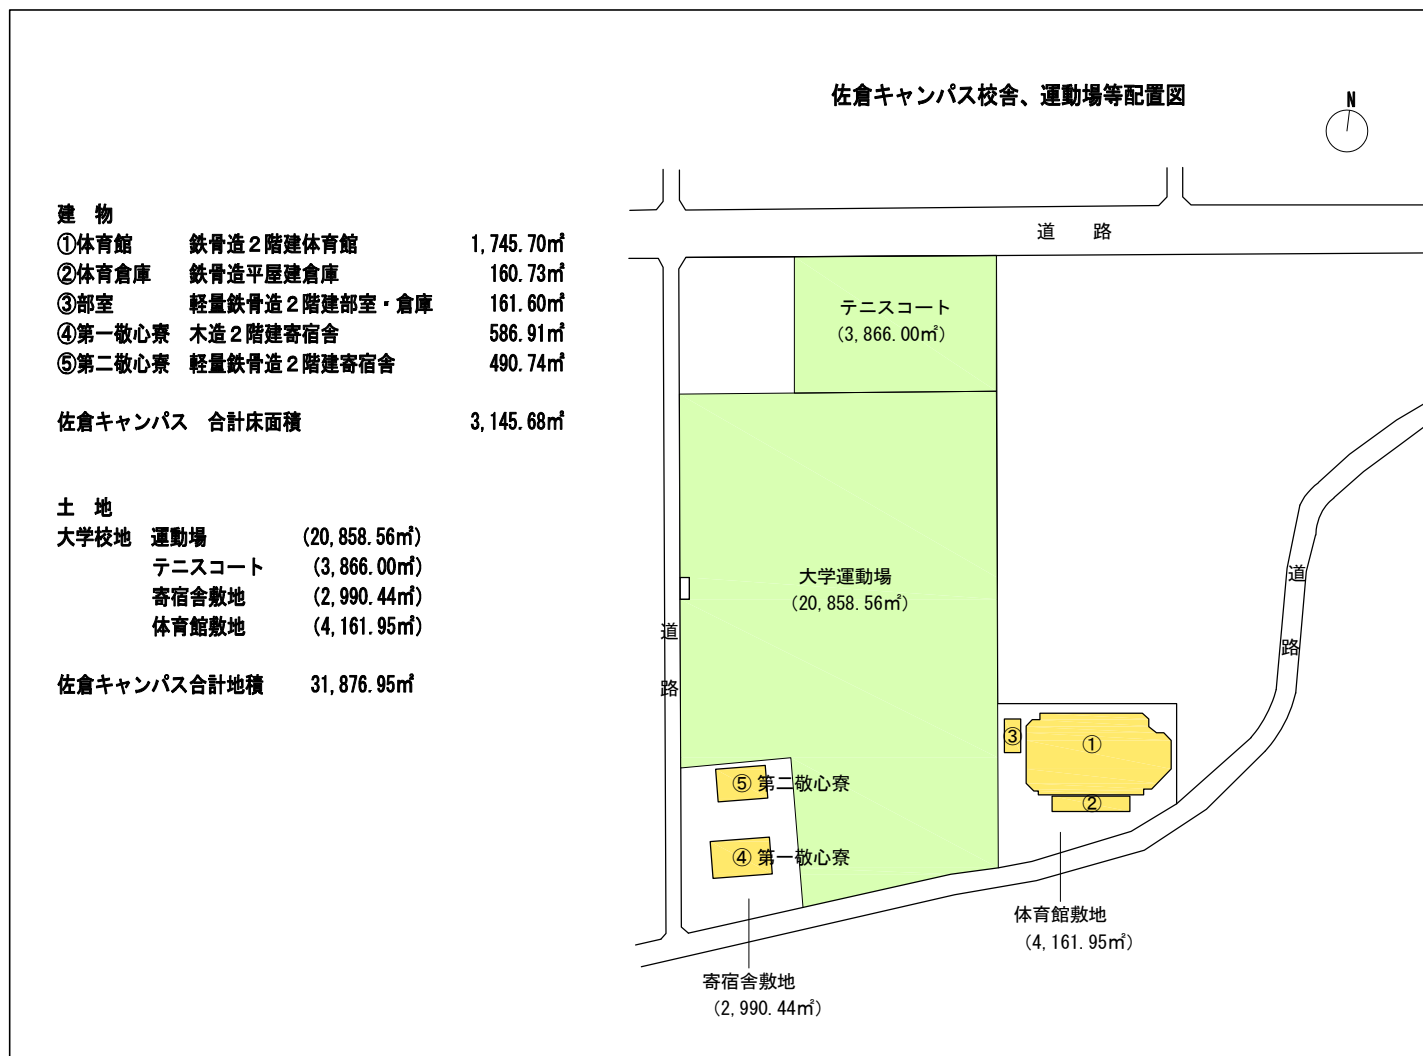 佐倉キャンパス校舎、運動場等配置図
N
建 物
①体育館 鉄骨造2階建体育館 1,745.70㎡
②体育倉庫 鉄骨造平屋建倉庫 160.73㎡
③部室 軽量鉄骨造2階建部室・倉庫 161.60㎡
④第一敬心寮 木造2階建寄宿舎 586.91㎡
⑤第二敬心寮 軽量鉄骨造2階建寄宿舎 490.74㎡
佐倉キャンパス 合計床面積 3,145.68㎡
土 地
大学校地 運動場 (20,858.56㎡)
テニスコート (3,866.00㎡)
寄宿舎敷地 (2,990.44㎡)
体育館敷地 (4,161.95㎡)
佐倉キャンパス合計地積 31,876.95㎡
道 路
テニスコート
(3,866.00㎡)
大学運動場
(20,858.56㎡)
道 路
道 路
③
①
②
⑤ 第二敬心寮
④ 第一敬心寮
体育館敷地
(4,161.95㎡)
寄宿舎敷地
(2,990.44㎡)